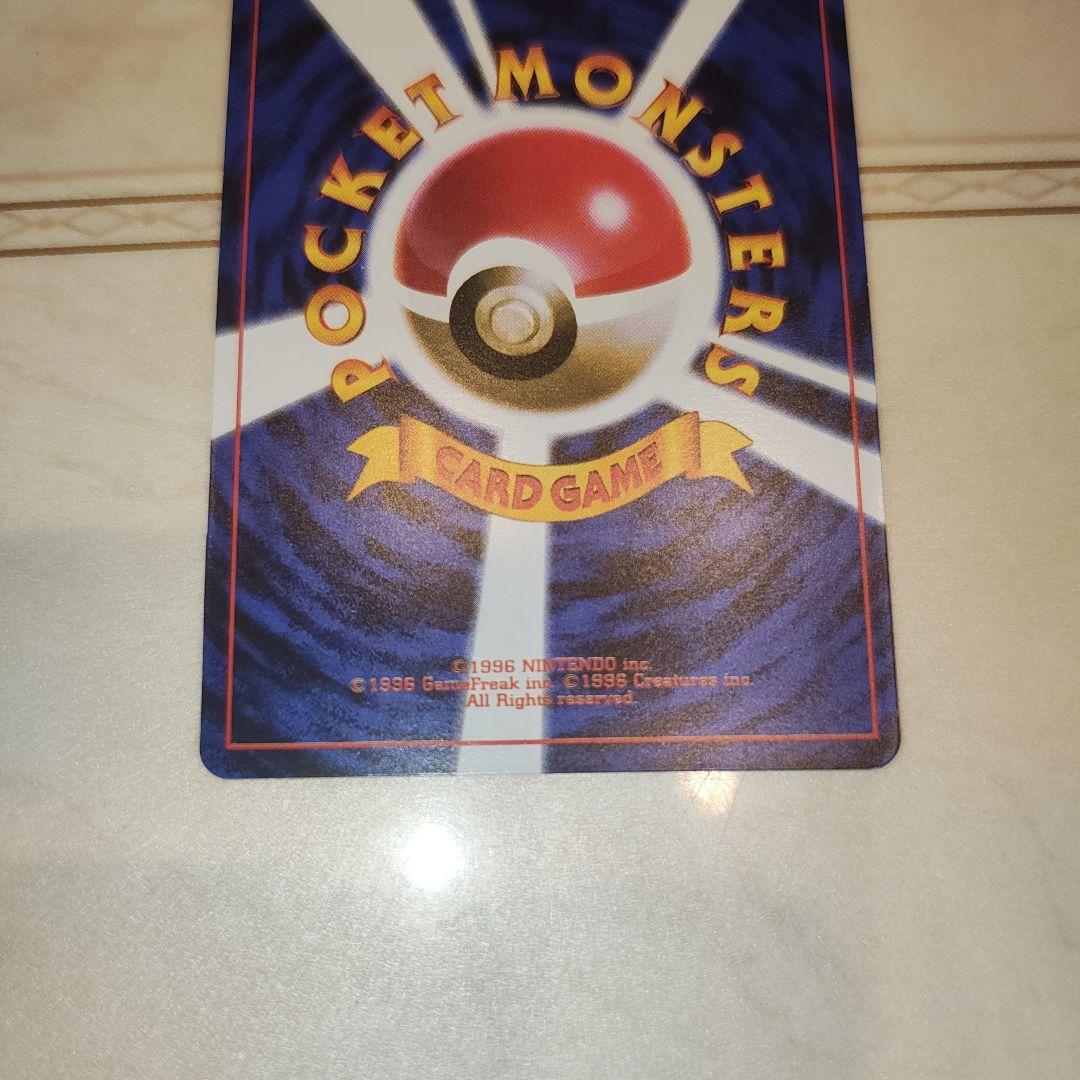 POCKET MONSTERS
CARD GAME
©1996 NINTENDO inc.
©1996 GameFreak inc. ©1996 Creatures inc.
All Rights reserved.